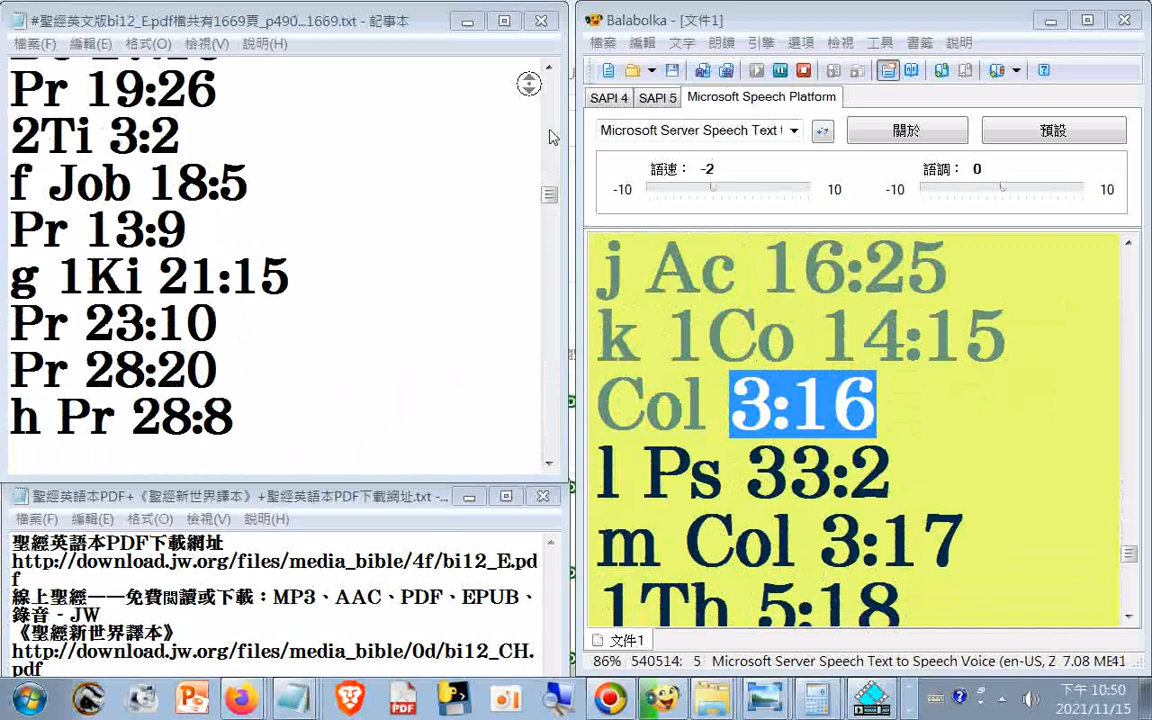 #聖經英文版bi12_E.pdf檔共有1669頁_p490...1669.txt - 記事本
檔案(F) 編輯(E) 格式(O) 檢視(V) 說明(H)
Pr 19:26
2Ti 3:2
f Job 18:5
Pr 13:9
g 1Ki 21:15
Pr 23:10
Pr 28:20
h Pr 28:8
聖經英語本PDF+《聖經新世界譯本》+聖經英語本PDF下載網址.txt -...
檔案(F) 編輯(E) 格式(O) 檢視(V) 說明(H)
聖經英語本PDF下載網址
http://download.jw.org/files/media_bible/4f/bi12_E.pd
f
線上聖經——免費閱讀或下載：MP3、AAC、PDF、EPUB、
錄音 - JW
《聖經新世界譯本》
http://download.jw.org/files/media_bible/0d/bi12_CH.
pdf
Balabolka - [文件1]
檔案 編輯 文字 朗讀 引擎 選項 檢視 工具 書籤 說明
SAPI 4 SAPI 5 Microsoft Speech Platform
Microsoft Server Speech Text 關於 預設
語速： -2 語調： 0
-10 10 -10 10
j Ac 16:25
k 1Co 14:15
Col 3:16
l Ps 33:2
m Col 3:17
1Th 5:18
文件1
86% 540514: 5 Microsoft Server Speech Text to Speech Voice (en-US, Z 7.08 ME41
下午 10:50
2021/11/15